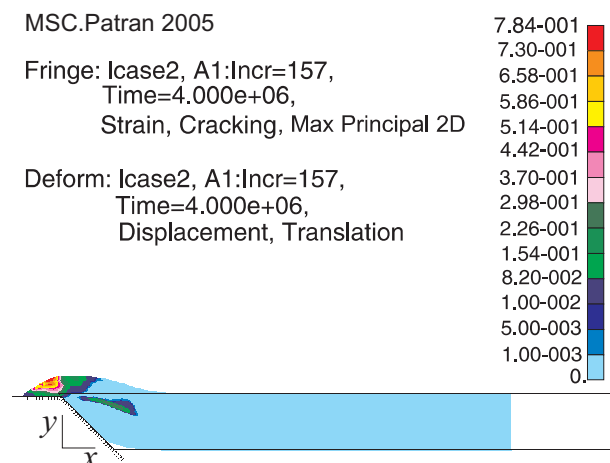 MSC.Patran 2005
Fringe: Icase2, A1:Incr=157,
Time=4.000e+06,
Strain, Cracking, Max Principal 2D
Deform: Icase2, A1:Incr=157,
Time=4.000e+06,
Displacement, Translation
7.84-001
7.30-001
6.58-001
5.86-001
5.14-001
4.42-001
3.70-001
2.98-001
2.26-001
1.54-001
8.20-002
1.00-002
5.00-003
1.00-003
0.
y
x